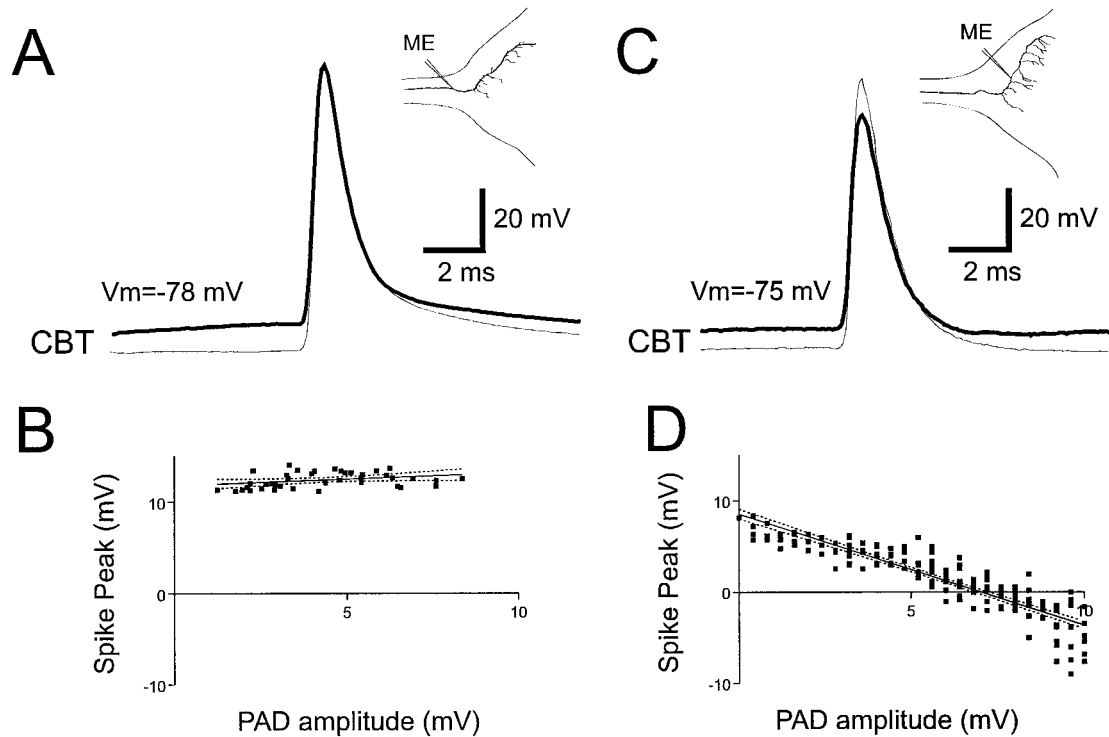 A
ME
20 mV
2 ms
Vm=-78 mV
CBT
C
ME
20 mV
2 ms
Vm=-75 mV
CBT
B
Spike Peak (mV)
10
0
-10
5
10
PAD amplitude (mV)
D
Spike Peak (mV)
10
0
-10
5
10
PAD amplitude (mV)